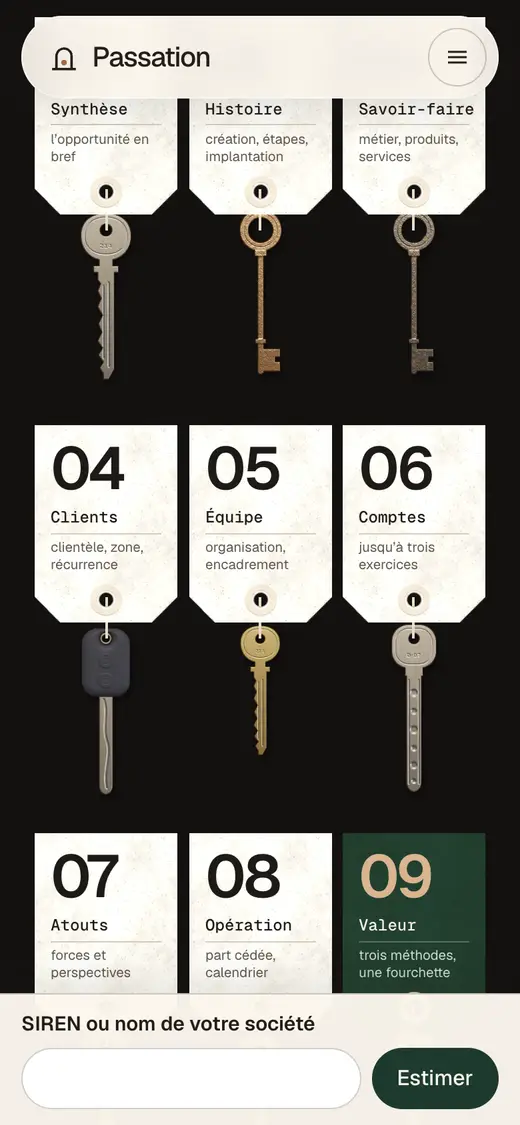 Passation
Synthèse
Histoire
Savoir-faire
l'opportunité en
bref
création, étapes,
implantation
métier, produits,
services
04
05
06
Clients
Équipe
Comptes
clientèle, zone,
récurrence
organisation,
encadrement
jusqu'à trois
exercices
07
08
09
Atouts
Opération
Valeur
forces et
perspectives
part cédée,
calendrier
trois méthodes,
une fourchette
SIREN ou nom de votre société
Estimer